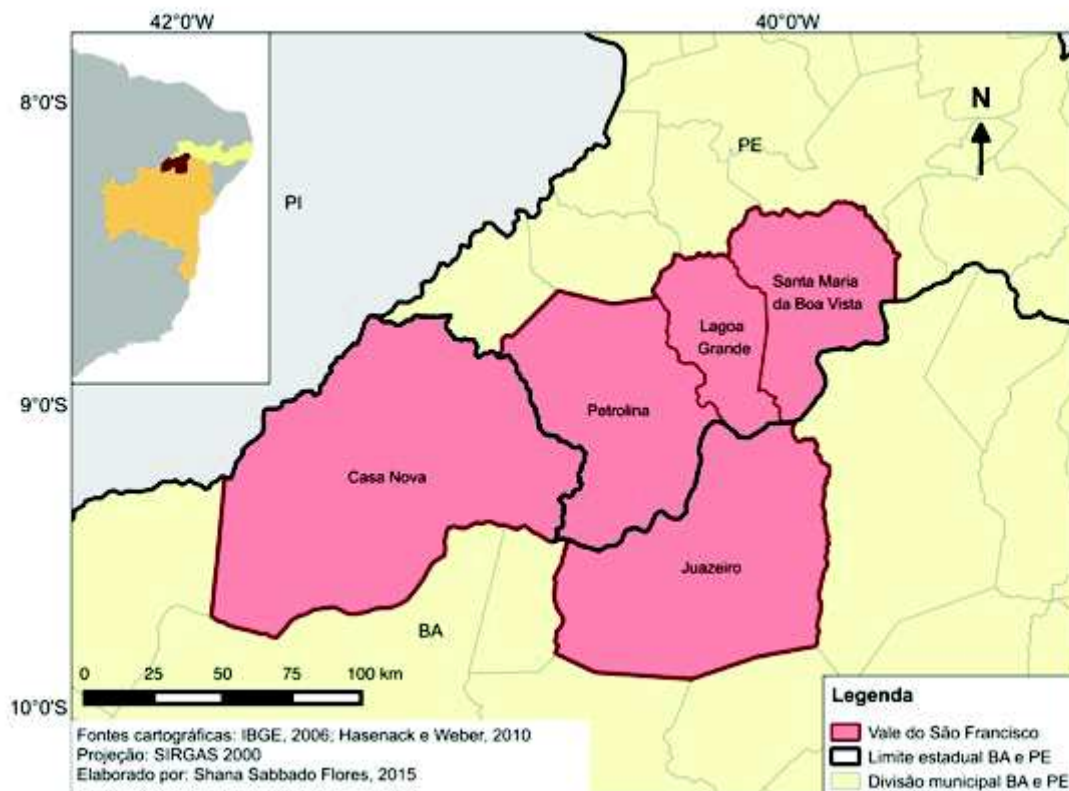 42°0'W
40°0'W
8°0'S
N
PE
PI
Santa Maria
da Boa Vista
Lagoa
Grande
9°0'S
Petrolina
Casa Nova
Juazeiro
BA
0 25 50 75 100 km
10°0'S
Legenda
Vale do São Francisco
Limite estadual BA e PE
Divisão municipal BA e PE
Fontes cartográficas: IBGE, 2006; Hasenack e Weber, 2010
Projeção: SIRGAS 2000
Elaborado por: Shana Sabbado Flores, 2015